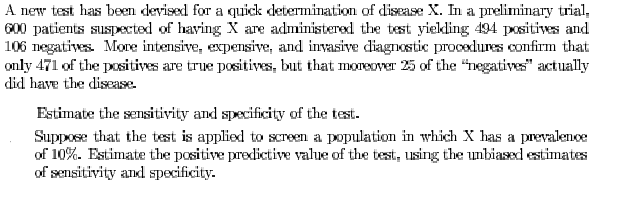 A new test has been devised for a quick determination of disease X. In a preliminary trial,
600 patients suspected of having X are administered the test yielding 494 positives and
106 negatives. More intensive, expensive, and invasive diagnostic procedures confirm that
only 471 of the positives are true positives, but that moreover 25 of the "negatives" actually
did have the disease.
Estimate the sensitivity and specificity of the test.
Suppose that the test is applied to screen a population in which X has a prevalence
of 10%. Estimate the positive predictive value of the test, using the unbiased estimates
of sensitivity and specificity.